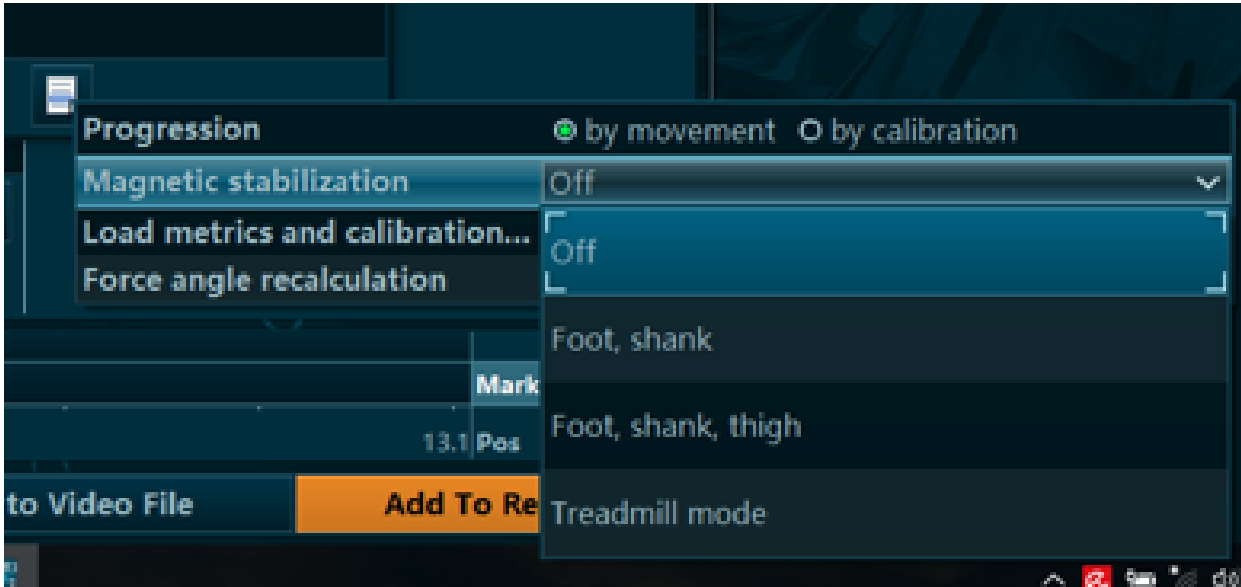 Progression by movement by calibration
Magnetic stabilization Off
Load metrics and calibration...
Off
Force angle recalculation
Foot, shank
Mark
Foot, shank, thigh
13.1 Pos
to Video File Add To Re
Treadmill mode